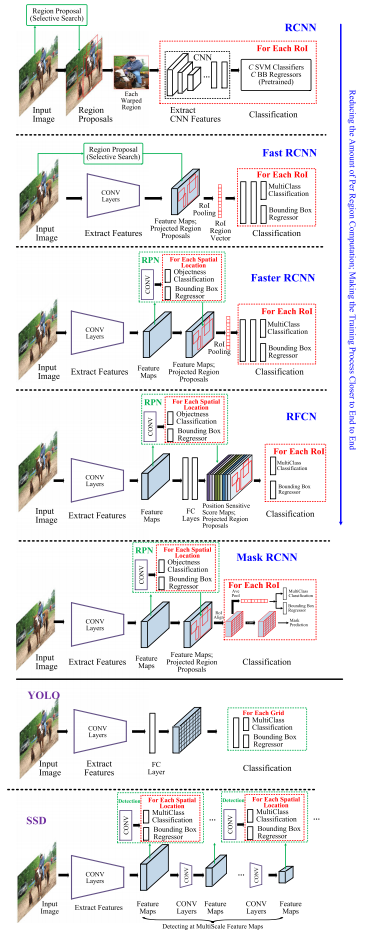 RCNN
Region Proposal
(Selective Search)
For Each RoI
CNN
C SVM Classifiers
C BB Regressors
(Pretrained)
Input
Image
Region
Proposals
Each
Warped
Region
Extract
CNN Features
Classification
Reducing the Amount of Per Region Computation; Making the Training Process Closer to End to End
Fast RCNN
Region Proposal
(Selective Search)
For Each RoI
CONV
Layers
MultiClass
Classification
Bounding Box
Regressor
Input
Image
Extract Features
Feature Maps;
Projected Region
Proposals
RoI
Pooling
RoI
Region
Vector
Classification
Faster RCNN
RPN
For Each Spatial
Location
CONV
Objectness
Classification
Bounding Box
Regressor
For Each RoI
CONV
Layers
MultiClass
Classification
Bounding Box
Regressor
RoI
Pooling
Input
Image
Extract Features
Feature
Maps
Feature Maps;
Projected Region
Proposals
Classification
RFCN
RPN
For Each Spatial
Location
CONV
Objectness
Classification
Bounding Box
Regressor
For Each RoI
CONV
Layers
MultiClass
Classification
Bounding Box
Regressor
Input
Image
Extract Features
Feature
Maps
FC
Layers
Position Sensitive
Score Maps;
Projected Region
Proposals
Classification
Mask RCNN
RPN
For Each Spatial
Location
CONV
Objectness
Classification
Bounding Box
Regressor
For Each RoI
Ave
Pool
MultiClass
Classification
Bounding Box
Regressor
Mask
Prediction
RoI
Align
CONV
Layers
Input
Image
Extract Features
Feature
Maps
Feature Maps;
Projected Region
Proposals
Classification
YOLO
For Each Grid
MultiClass
Classification
Bounding Box
Regressor
CONV
Layers
Input
Image
Extract
Features
FC
Layer
Classification
SSD
Detection
For Each Spatial
Location
CONV
MultiClass
Classification
Bounding Box
Regressor
...
Detection
For Each Spatial
Location
CONV
MultiClass
Classification
Bounding Box
Regressor
...
CONV
Layers
CONV
...
CONV
Input
Image
Extract Features
Feature
Maps
CONV
Layers
Feature
Maps
CONV
Layers
Feature
Maps
Detecting at MultiScale Feature Maps